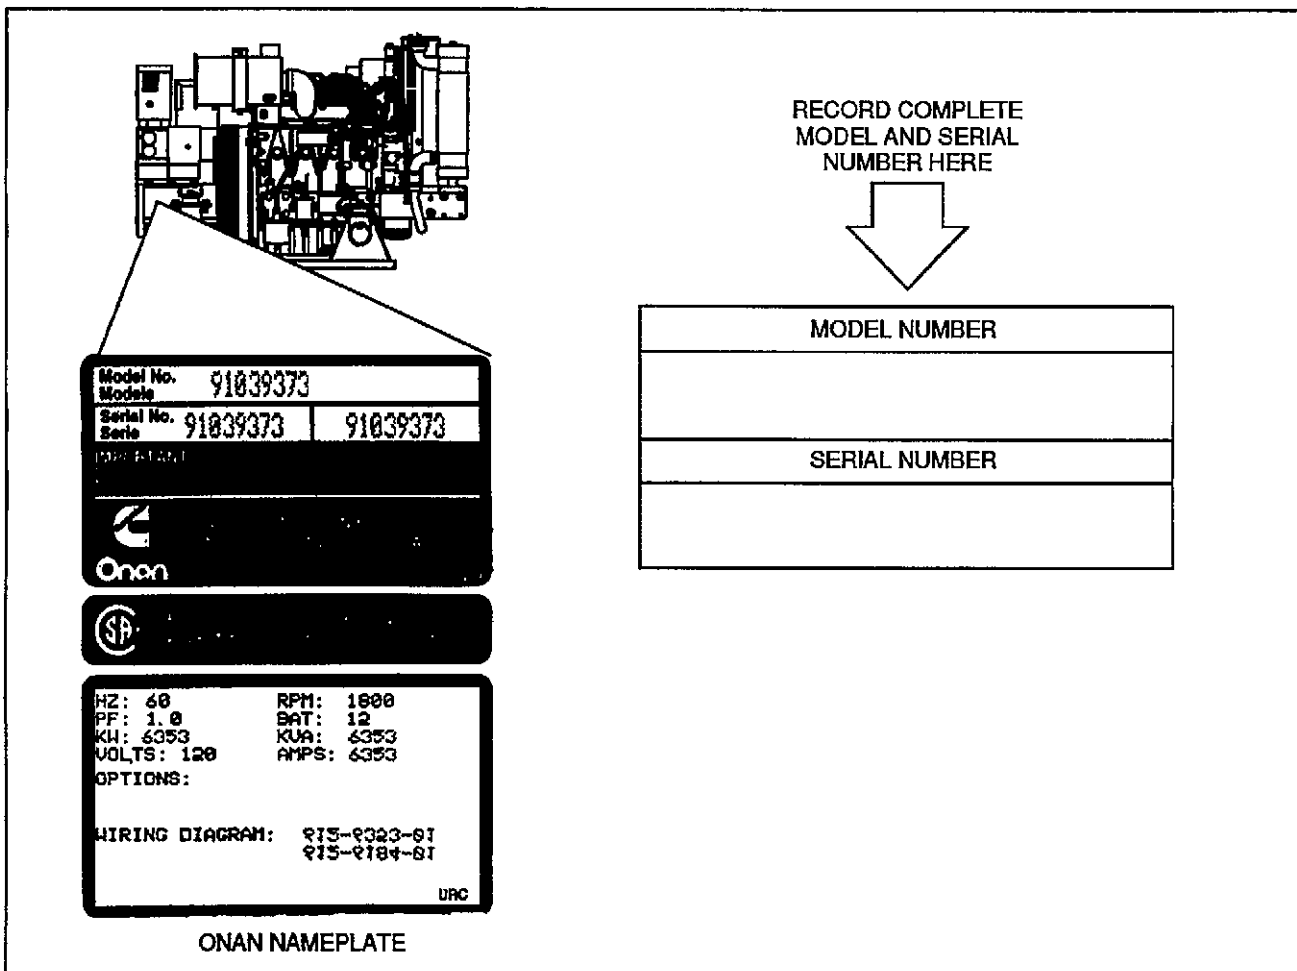 RECORD COMPLETE
MODEL AND SERIAL
NUMBER HERE
MODEL NUMBER
SERIAL NUMBER
Model No. 91039373
Modele
Serial No. 91039373 91039373
Serie
IMPORTANT
Onan
HZ: 60 RPM: 1800
PF: 1.0 BAT: 12
KW: 6353 KVA: 6353
VOLTS: 120 AMPS: 6353
OPTIONS:
WIRING DIAGRAM:
ONAN NAMEPLATE